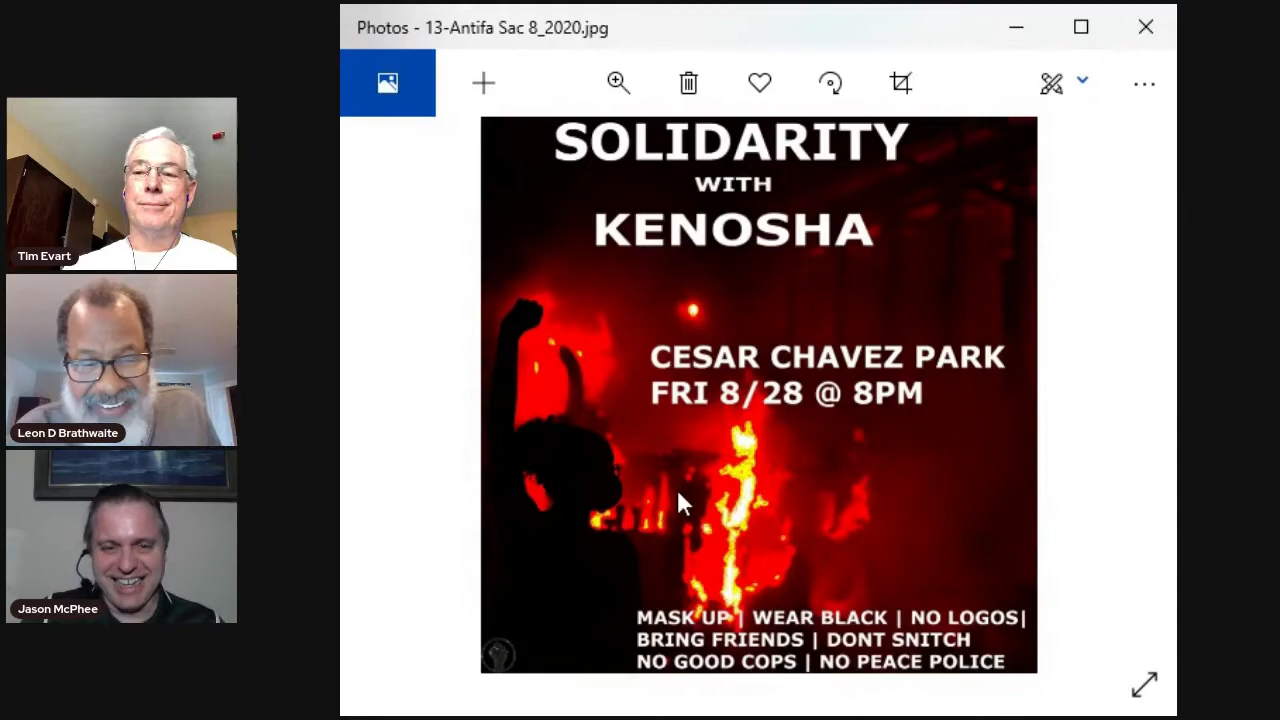 Photos - 13-Antifa Sac 8_2020.jpg
Tim Evart
Leon D Brathwaite
Jason McPhee
SOLIDARITY
WITH
KENOSHA
CESAR CHAVEZ PARK
FRI 8/28 @ 8PM
MASK UP | WEAR BLACK | NO LOGOS|
BRING FRIENDS | DONT SNITCH
NO GOOD COPS | NO PEACE POLICE